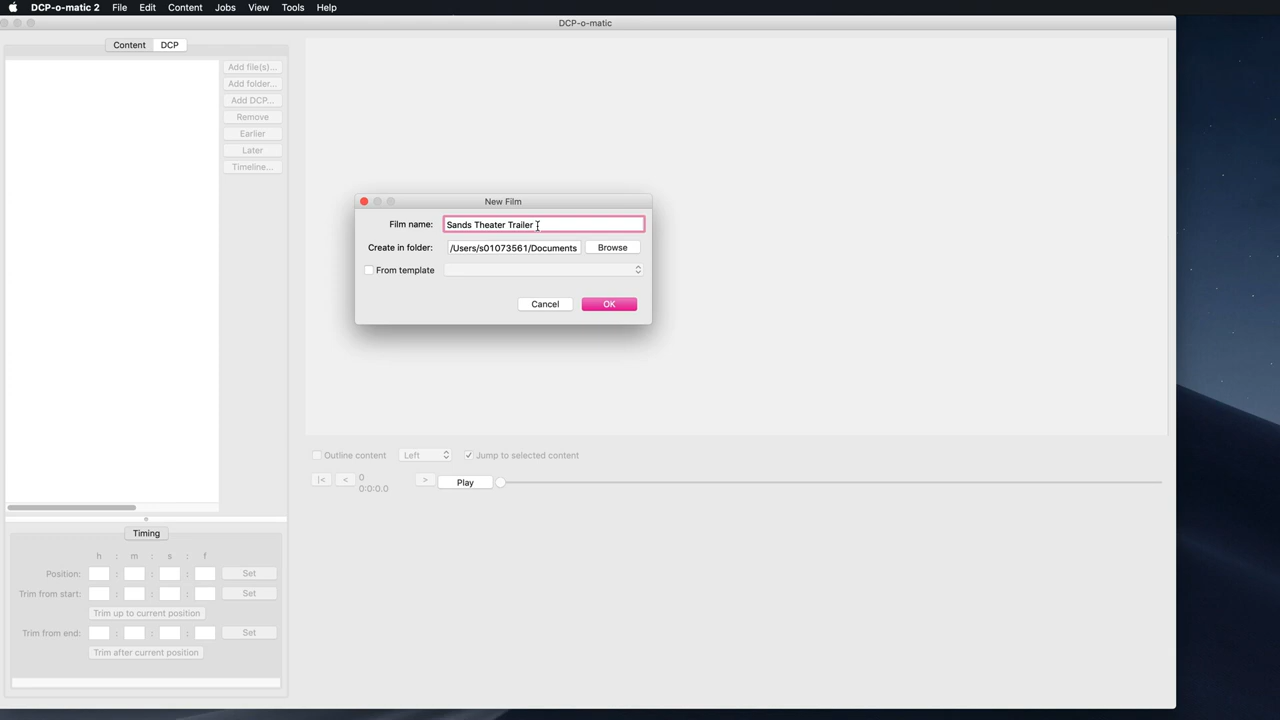 DCP-o-matic 2 File Edit Content Jobs View Tools Help
DCP-o-matic
Content DCP
Add file(s)...
Add folder...
Add DCP...
Remove
Earlier
Later
Timeline...
New Film
Film name: Sands Theater Trailer
Create in folder: /Users/s01073561/Documents Browse
From template
Cancel OK
Outline content Left Jump to selected content
|< < 0 > Play
0:0:0.0
Timing
h : m : s : f
Position: : : : Set
Trim from start: : : : Set
Trim up to current position
Trim from end: : : : Set
Trim after current position